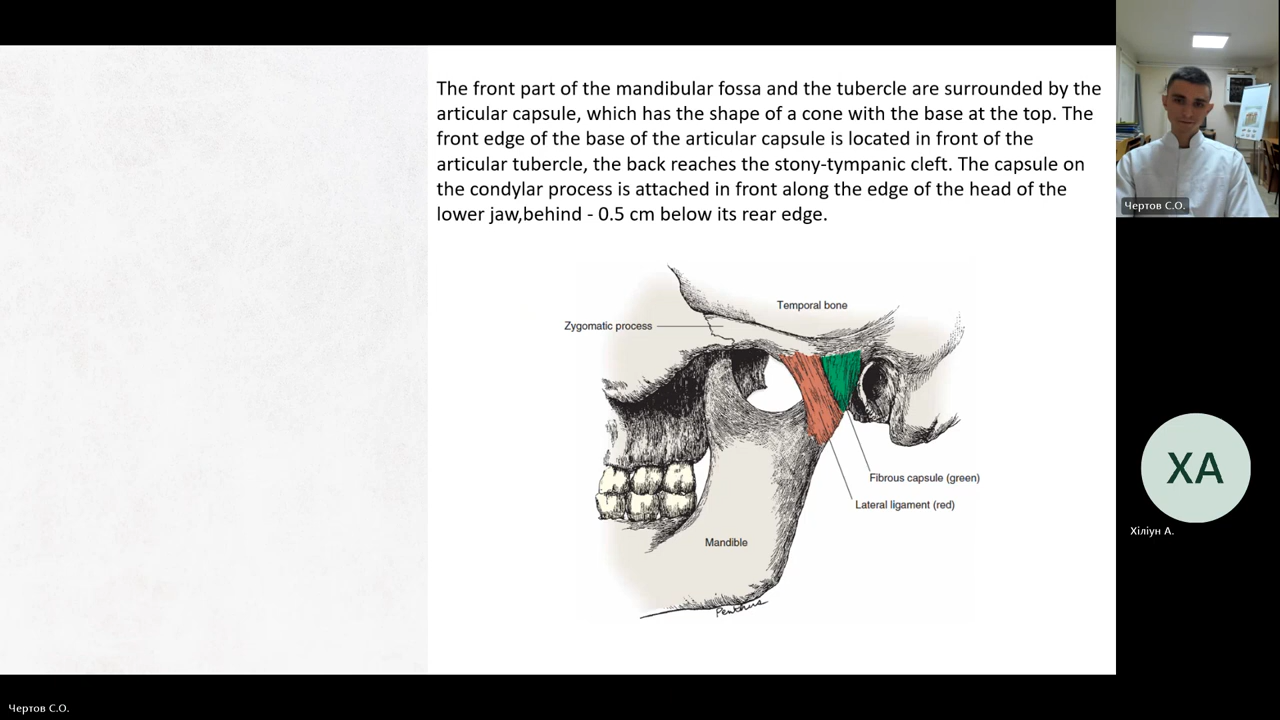 The front part of the mandibular fossa and the tubercle are surrounded by the
articular capsule, which has the shape of a cone with the base at the top. The
front edge of the base of the articular capsule is located in front of the
articular tubercle, the back reaches the stony-tympanic cleft. The capsule on
the condylar process is attached in front along the edge of the head of the
lower jaw,behind - 0.5 cm below its rear edge.
Temporal bone
Zygomatic process
Fibrous capsule (green)
Lateral ligament (red)
Mandible
Чертов С.О.
ХА
Хіліун А.
Чертов С.О.